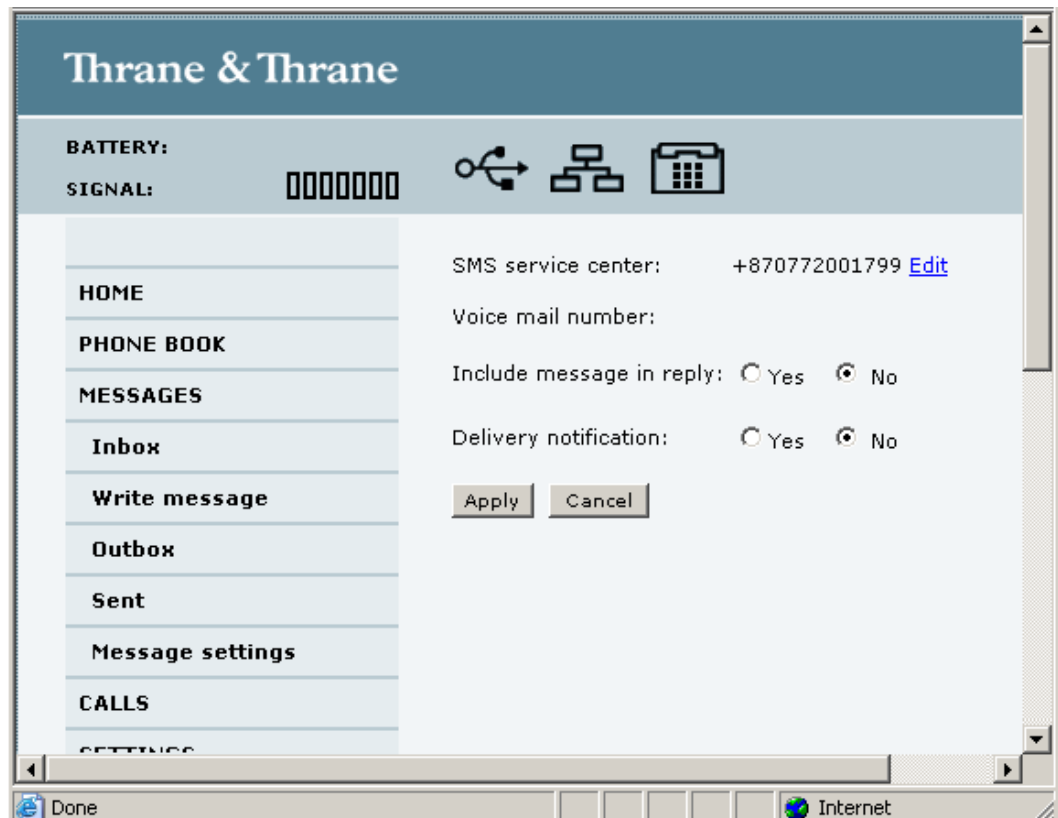 Thrane & Thrane
BATTERY:
SIGNAL:
HOME
PHONE BOOK
MESSAGES
Inbox
Write message
Outbox
Sent
Message settings
CALLS
SETTINGS
SMS service center: +870772001799 Edit
Voice mail number:
Include message in reply: Yes No
Delivery notification: Yes No
Apply Cancel
Done Internet